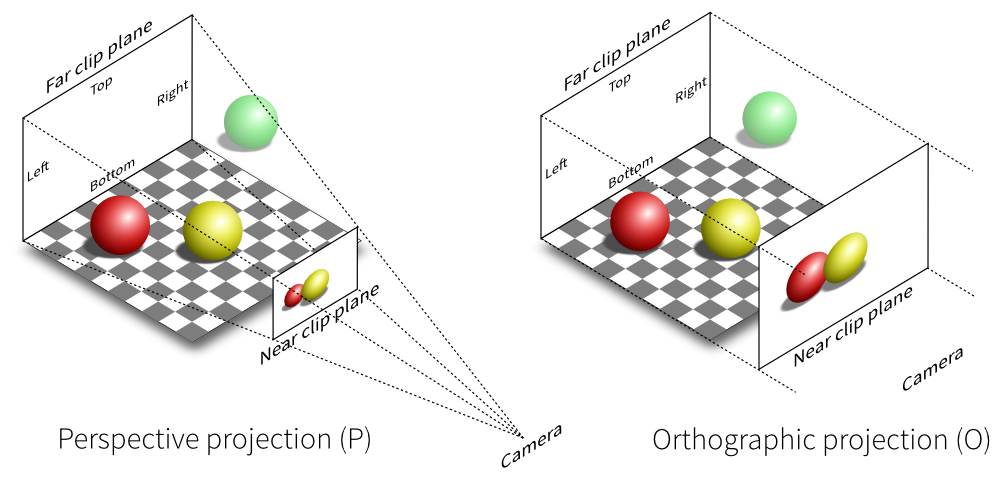 Far clip plane
Top
Right
Left
Bottom
Near clip plane
Camera
Perspective projection (P)
Far clip plane
Top
Right
Left
Bottom
Near clip plane
Camera
Orthographic projection (O)